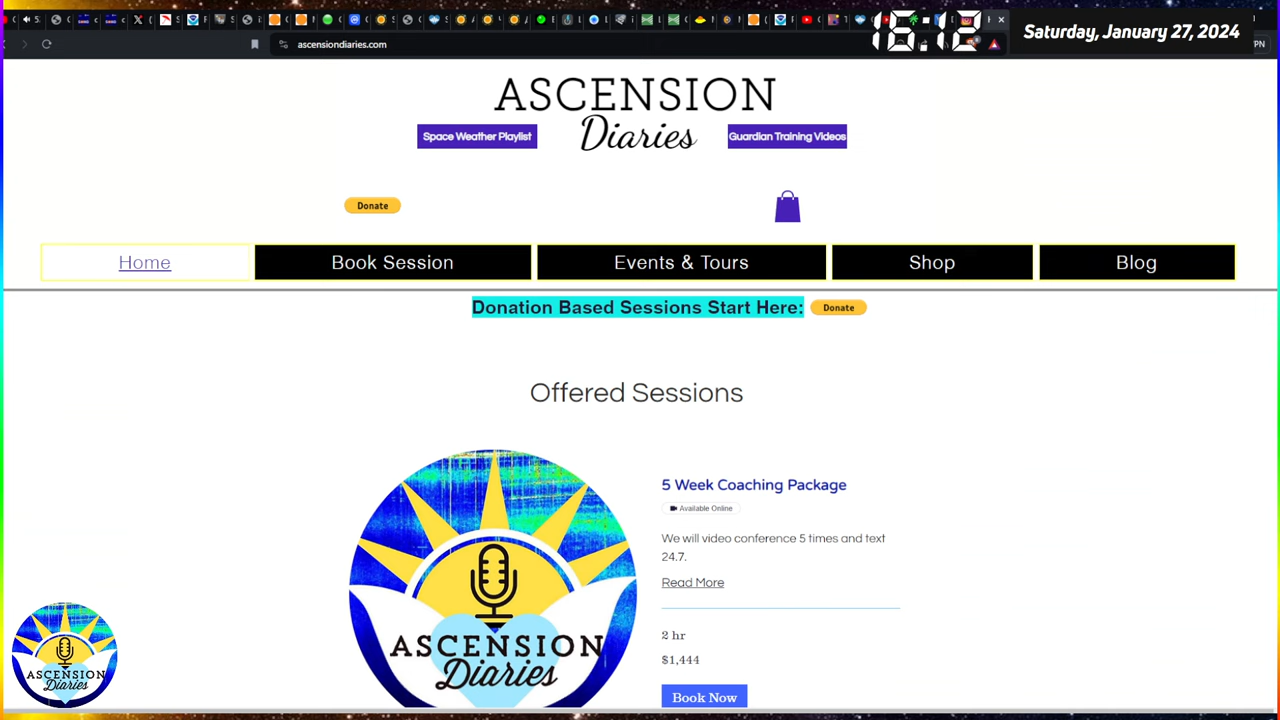 16:12
Saturday, January 27, 2024
ascensiondiaries.com
VPN
ASCENSION
Diaries
Space Weather Playlist
Guardian Training Videos
Donate
Home
Book Session
Events & Tours
Shop
Blog
Donation Based Sessions Start Here:
Donate
Offered Sessions
ASCENSION
Diaries
5 Week Coaching Package
Available Online
We will video conference 5 times and text
24.7.
Read More
2 hr
$1,444
Book Now
ASCENSION
Diaries